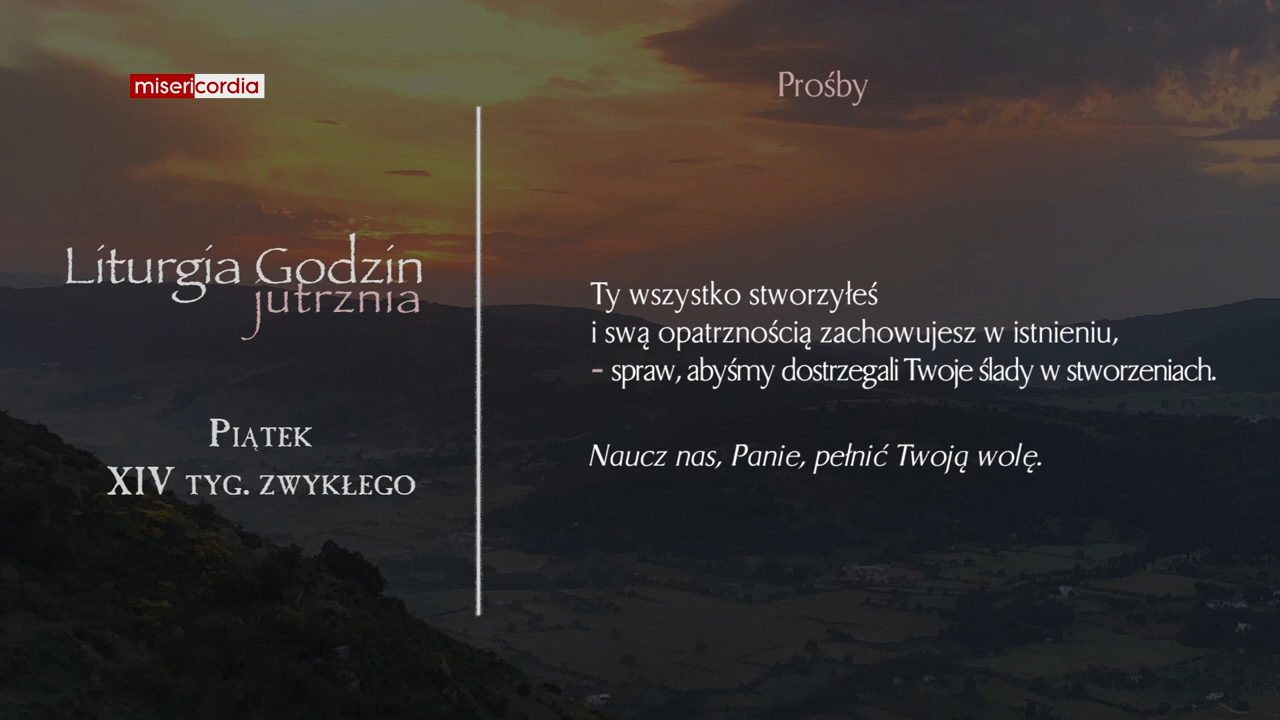 misericordia
Liturgia Godzin
jutrznia
Piątek
XIV tyg. zwykłego
Prośby
Ty wszystko stworzyłeś
i swą opatrznością zachowujesz w istnieniu,
- spraw, abyśmy dostrzegali Twoje ślady w stworzeniach.
Naucz nas, Panie, pełnić Twoją wolę.